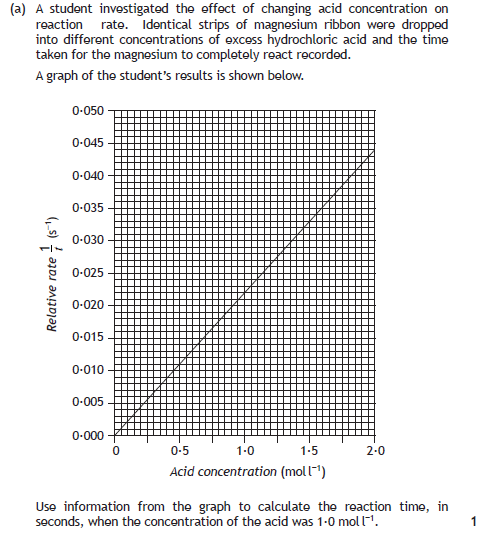 (a) A student investigated the effect of changing acid concentration on
reaction rate. Identical strips of magnesium ribbon were dropped
into different concentrations of excess hydrochloric acid and the time
taken for the magnesium to completely react recorded.
A graph of the student's results is shown below.
0·050
0·045
0·040
0·035
0·030
0·025
0·020
0·015
0·010
0·005
0·000
Relative rate 1/t (s⁻¹)
0 0·5 1·0 1·5 2·0
Acid concentration (mol l⁻¹)
Use information from the graph to calculate the reaction time, in
seconds, when the concentration of the acid was 1·0 mol l⁻¹. 1